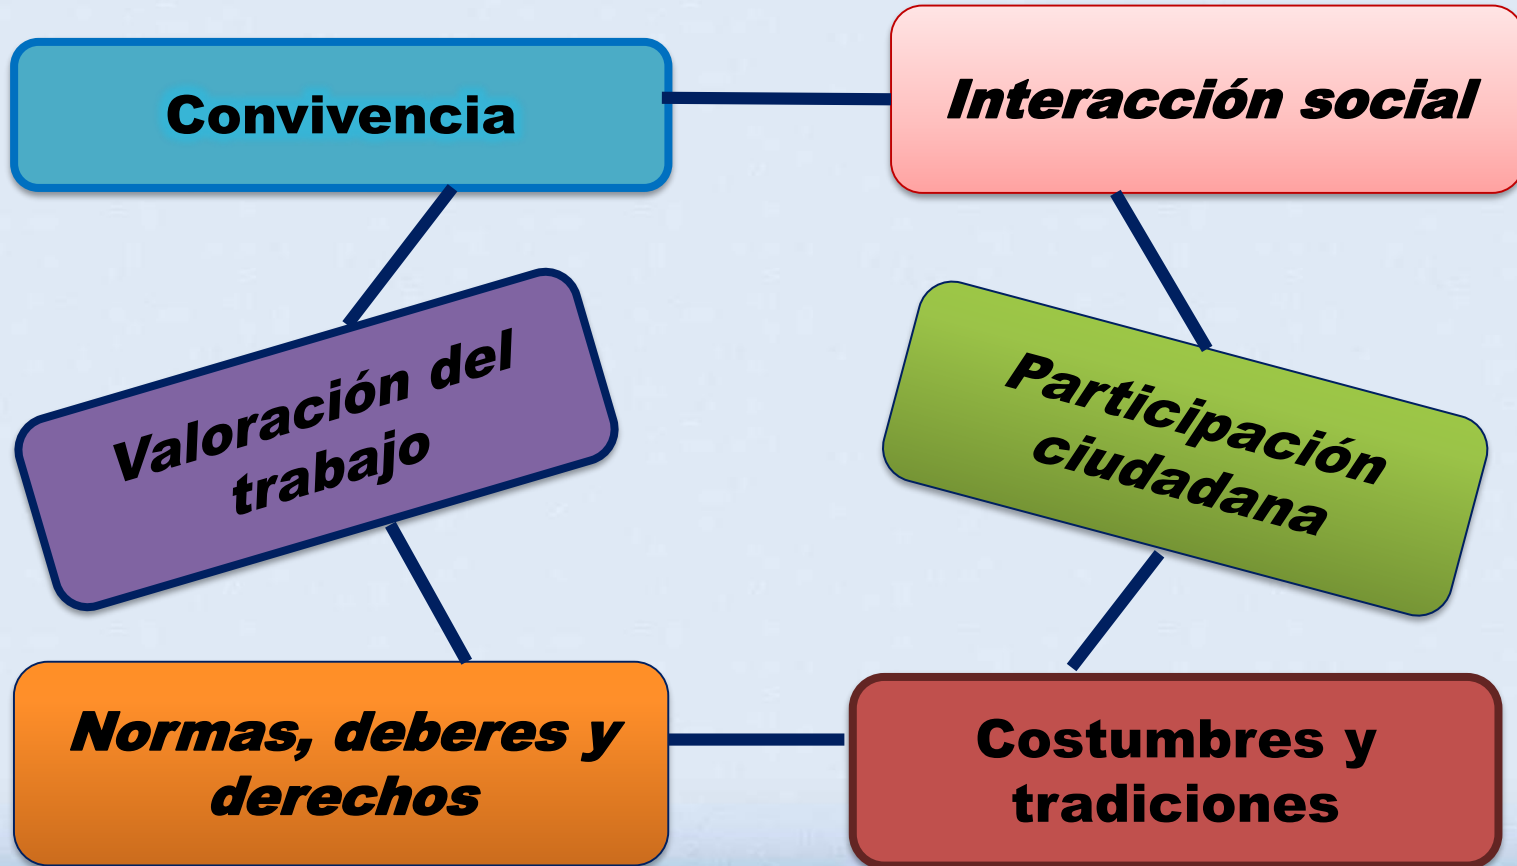 Convivencia
Interacción social
Valoración del
trabajo
Participación
ciudadana
Normas, deberes y
derechos
Costumbres y
tradiciones